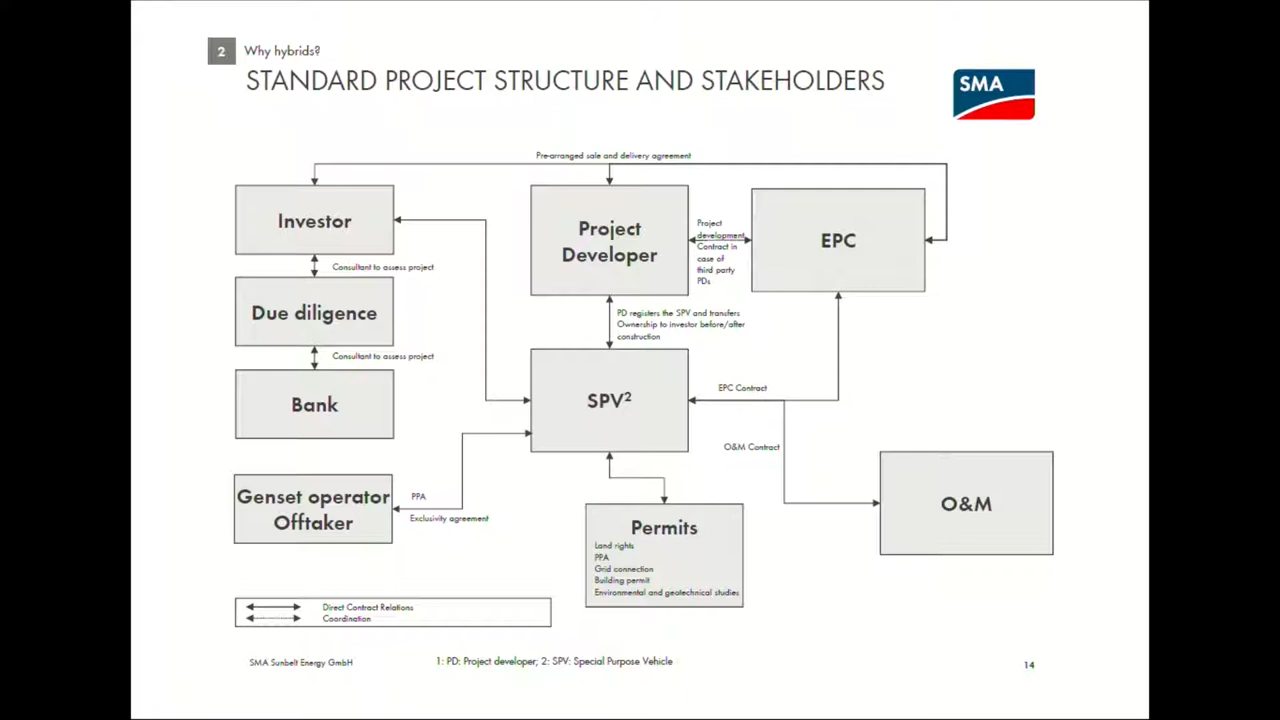 2 Why hybrids?
STANDARD PROJECT STRUCTURE AND STAKEHOLDERS
SMA
Pre-arranged sale and delivery agreement
Investor
Project
Developer
Project
development
Contract in
case of
third party
PDs
EPC
Consultant to assess project
Due diligence
PD registers the SPV and transfers
Ownership to investor before/after
construction
Consultant to assess project
Bank
SPV²
EPC Contract
O&M Contract
Genset operator
Offtaker
PPA
Exclusivity agreement
O&M
Permits
Land rights
PPA
Grid connection
Building permit
Environmental and geotechnical studies
Direct Contract Relations
Coordination
SMA Sunbelt Energy GmbH
1: PD: Project developer; 2: SPV: Special Purpose Vehicle
14